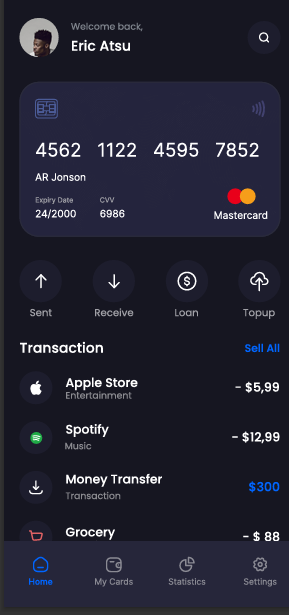 Welcome back,
Eric Atsu
4562 1122 4595 7852
AR Jonson
Expiry Date CVV
24/2000 6986
Mastercard
Sent Receive Loan Topup
Transaction Sell All
Apple Store
Entertainment
- $5,99
Spotify
Music
- $12,99
Money Transfer
Transaction
$300
Grocery - $ 88
Home My Cards Statistics Settings